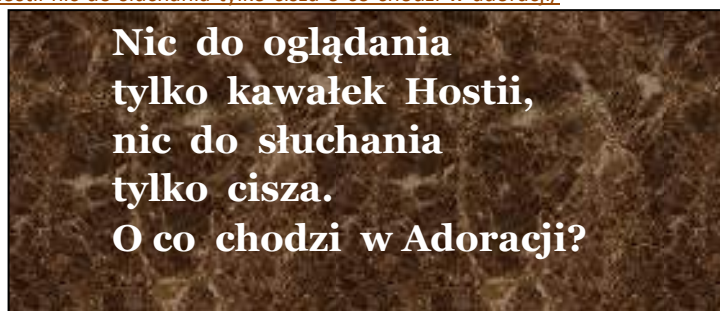 Nic do oglądania
tylko kawałek Hostii,
nic do słuchania
tylko cisza.
O co chodzi w Adoracji?